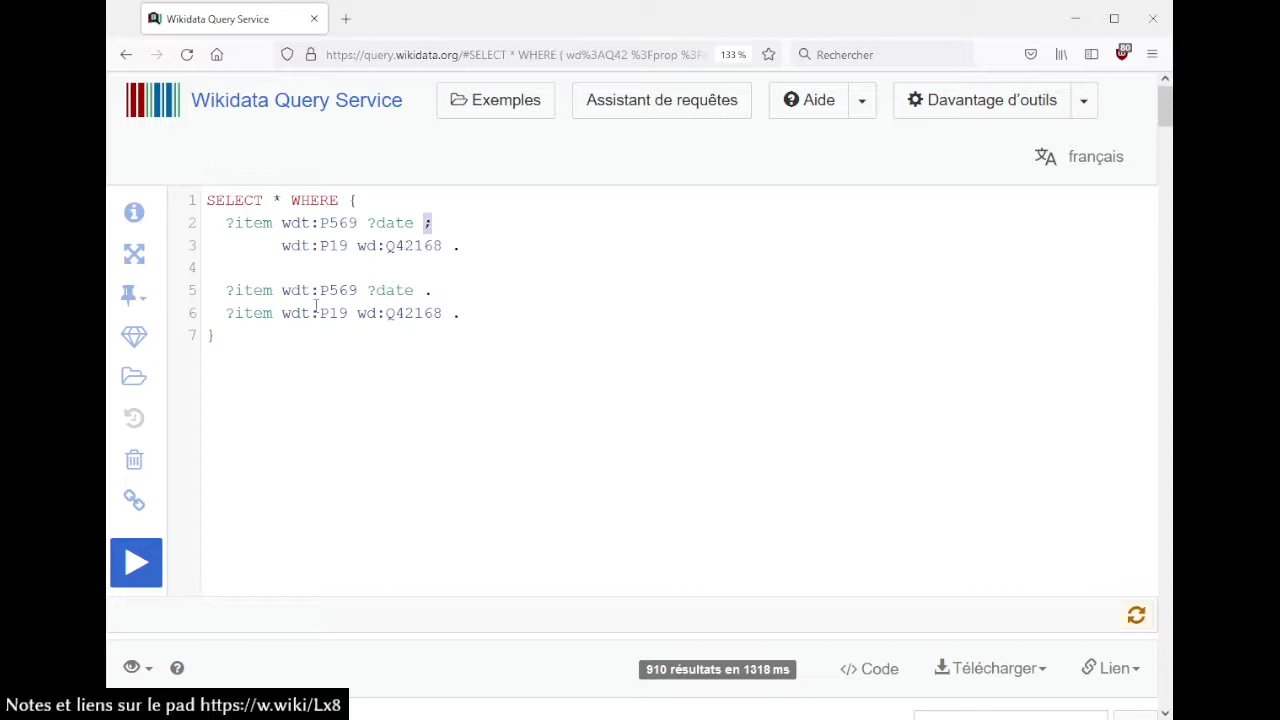 Wikidata Query Service
https://query.wikidata.org/#SELECT * WHERE { wd%3AQ42 %3Fprop %3F
133 %
Rechercher
80
Wikidata Query Service
Exemples
Assistant de requêtes
Aide
Davantage d'outils
français
1 SELECT * WHERE {
2 ?item wdt:P569 ?date ;
3 wdt:P19 wd:Q42168 .
4
5 ?item wdt:P569 ?date .
6 ?item wdt:P19 wd:Q42168 .
7 }
910 résultats en 1318 ms
</> Code
Télécharger
Lien
Notes et liens sur le pad https://w.wiki/Lx8